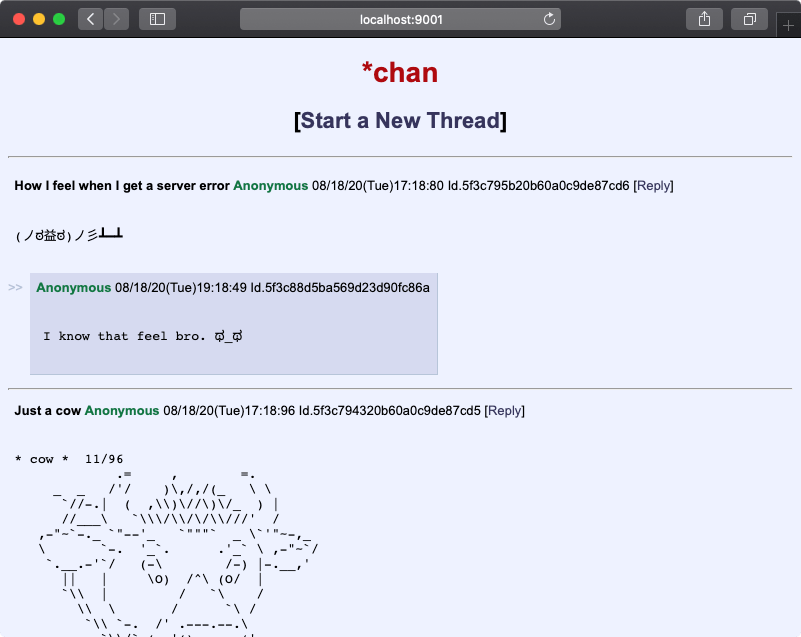 localhost:9001
*chan
[Start a New Thread]
How I feel when I get a server error Anonymous 08/18/20(Tue)17:18:80 Id.5f3c795b20b60a0c9de87cd6 [Reply]
(ノಠ益ಠ)ノ彡┻━┻
>> Anonymous 08/18/20(Tue)19:18:49 Id.5f3c88d5ba569d23d90fc86a
I know that feel bro. ಥ_ಥ
Just a cow Anonymous 08/18/20(Tue)17:18:96 Id.5f3c794320b60a0c9de87cd5 [Reply]
* cow *  11/96